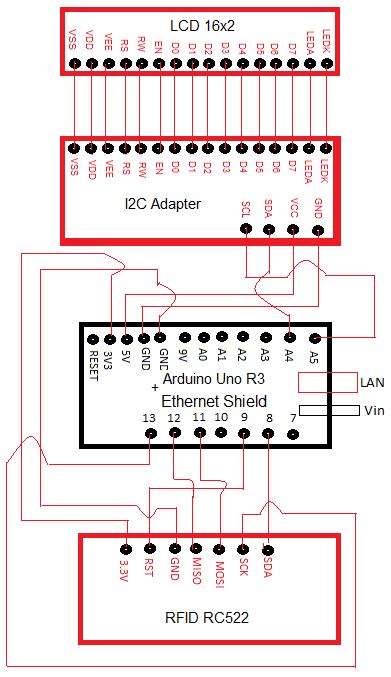 LCD 16x2
VSS VDD VEE RS RW EN D0 D1 D2 D3 D4 D5 D6 D7 LEDA LEDK
VSS VDD VEE RS RW EN D0 D1 D2 D3 D4 D5 D6 D7 LEDA LEDK
I2C Adapter
SCL SDA VCC GND
RESET 3V3 5V GND GND 9V A0 A1 A2 A3 A4 A5
+
Arduino Uno R3
LAN
Ethernet Shield
Vin
13 12 11 10 9 8 7
3.3V RST GND MISO MOSI SCK SDA
RFID RC522